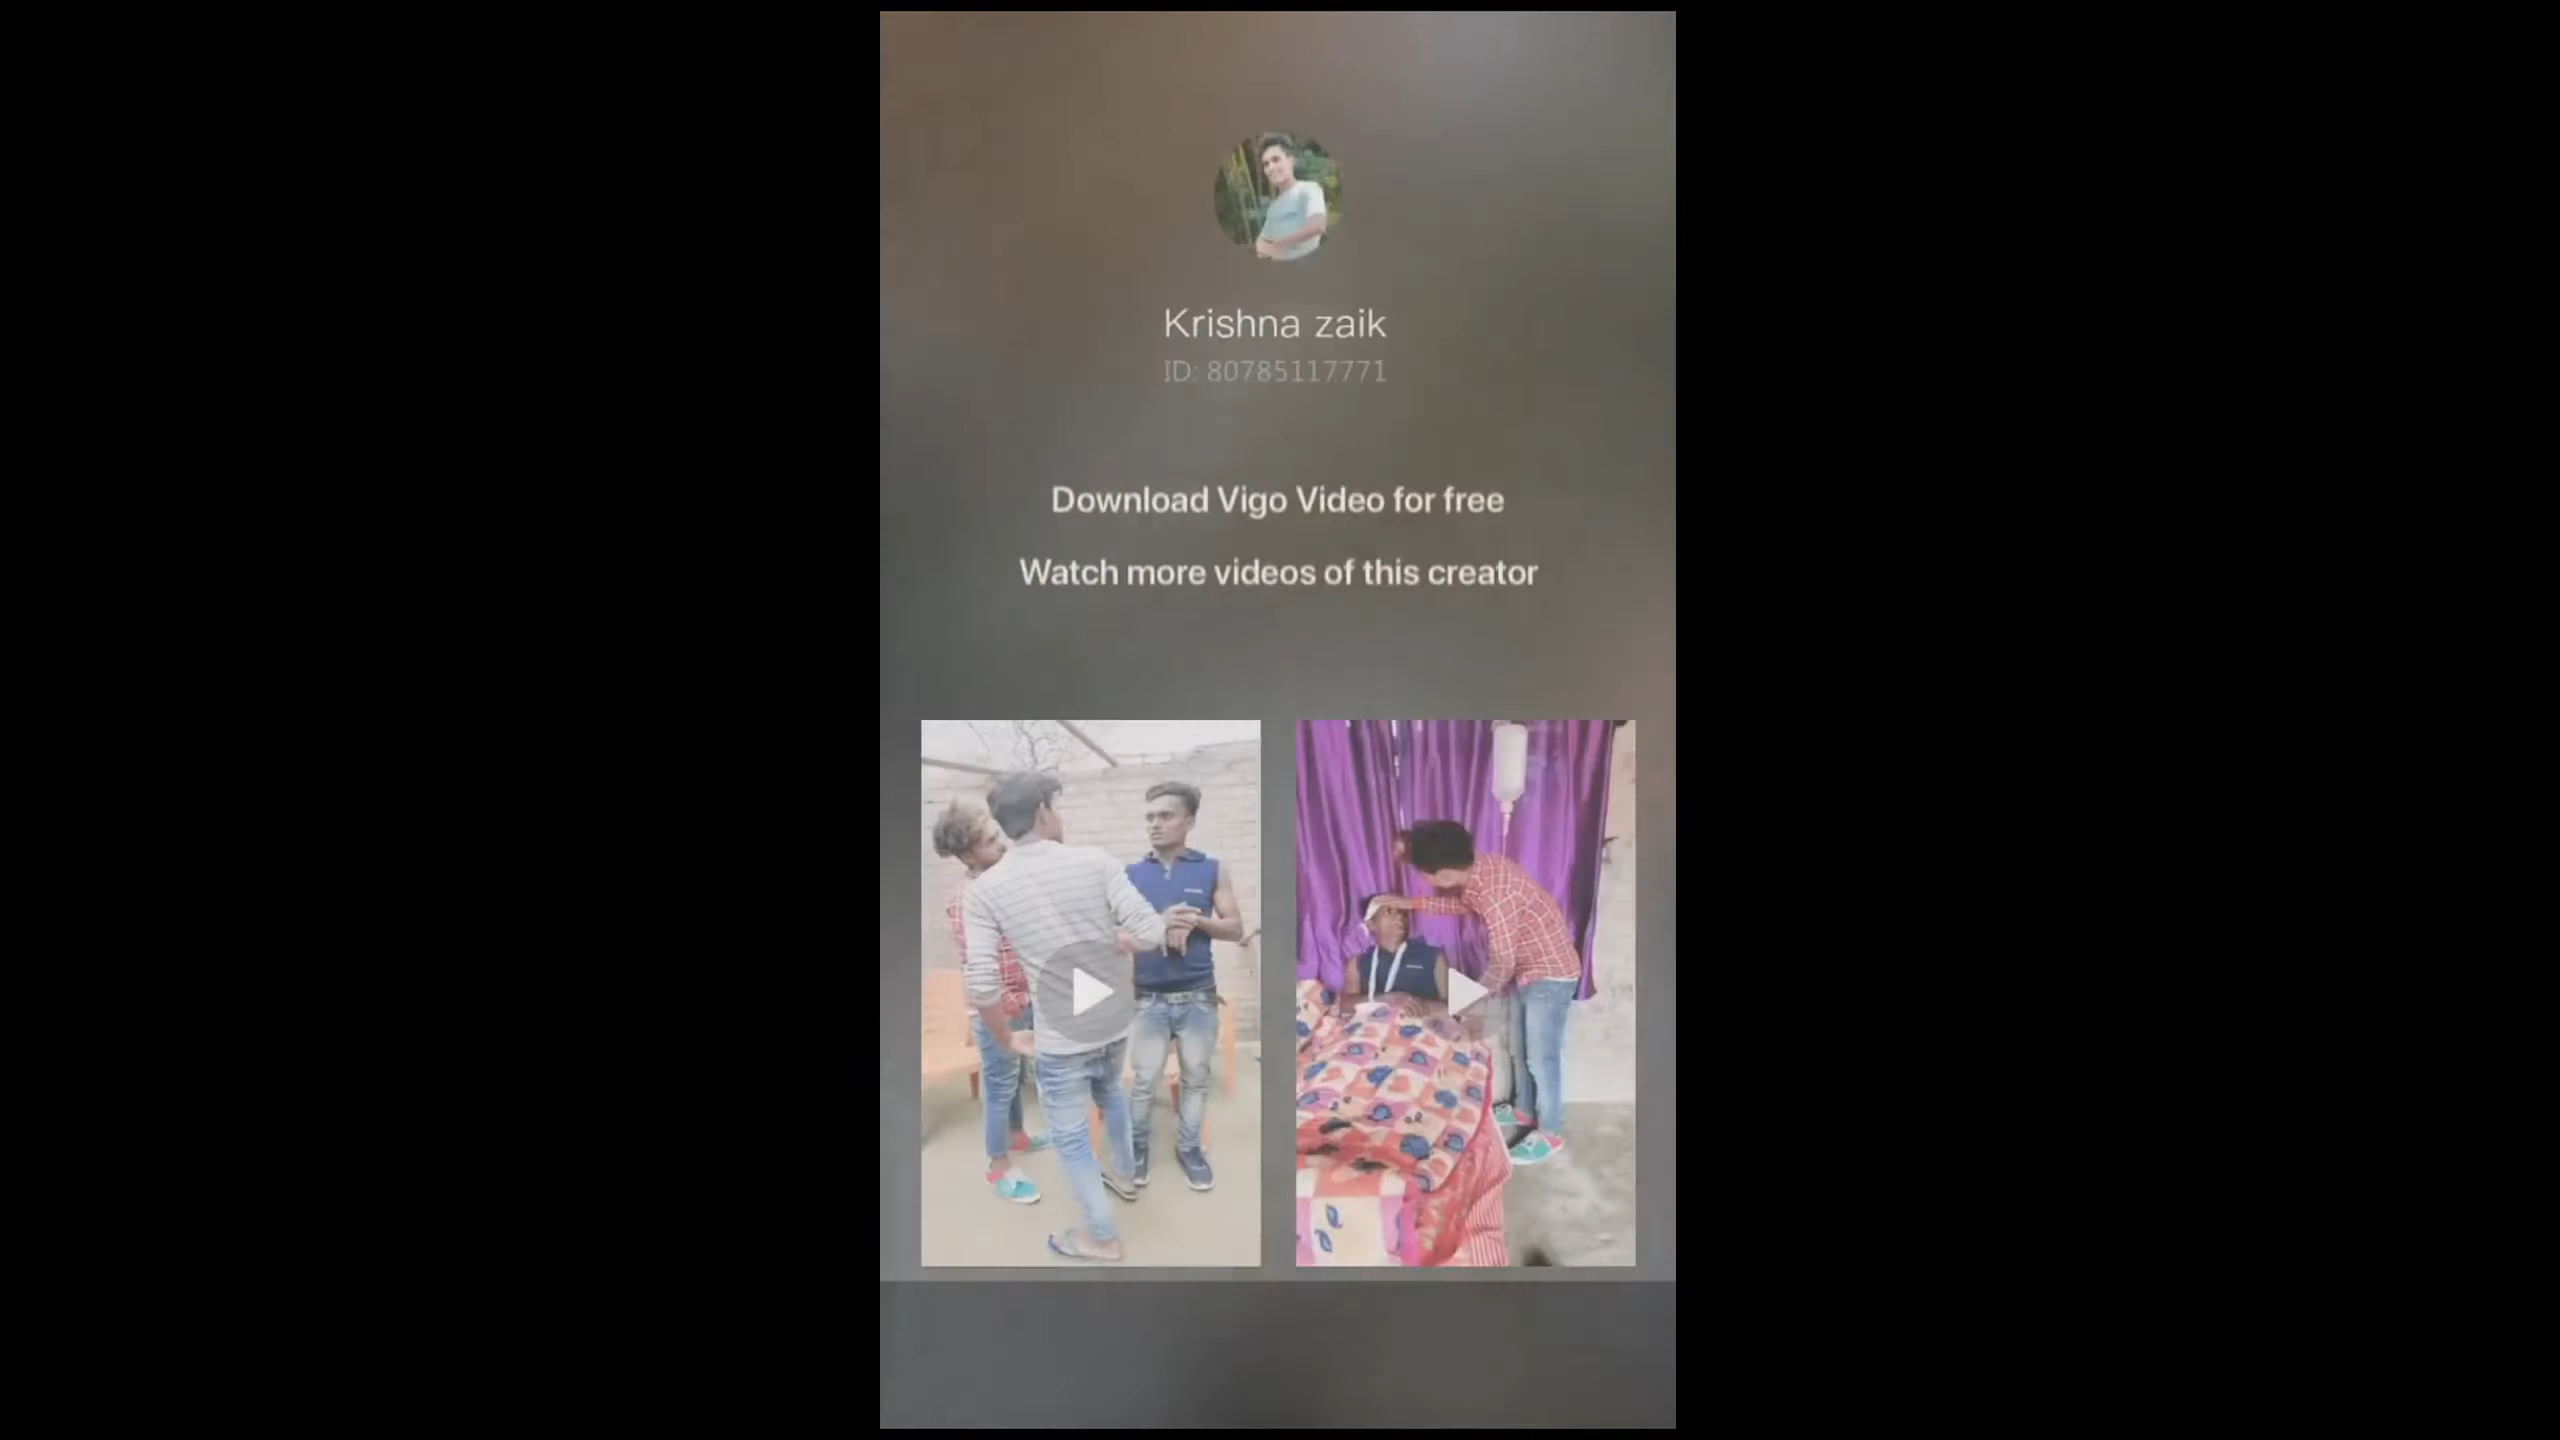 Krishna zaik
ID: 80785117771
Download Vigo Video for free
Watch more videos of this creator